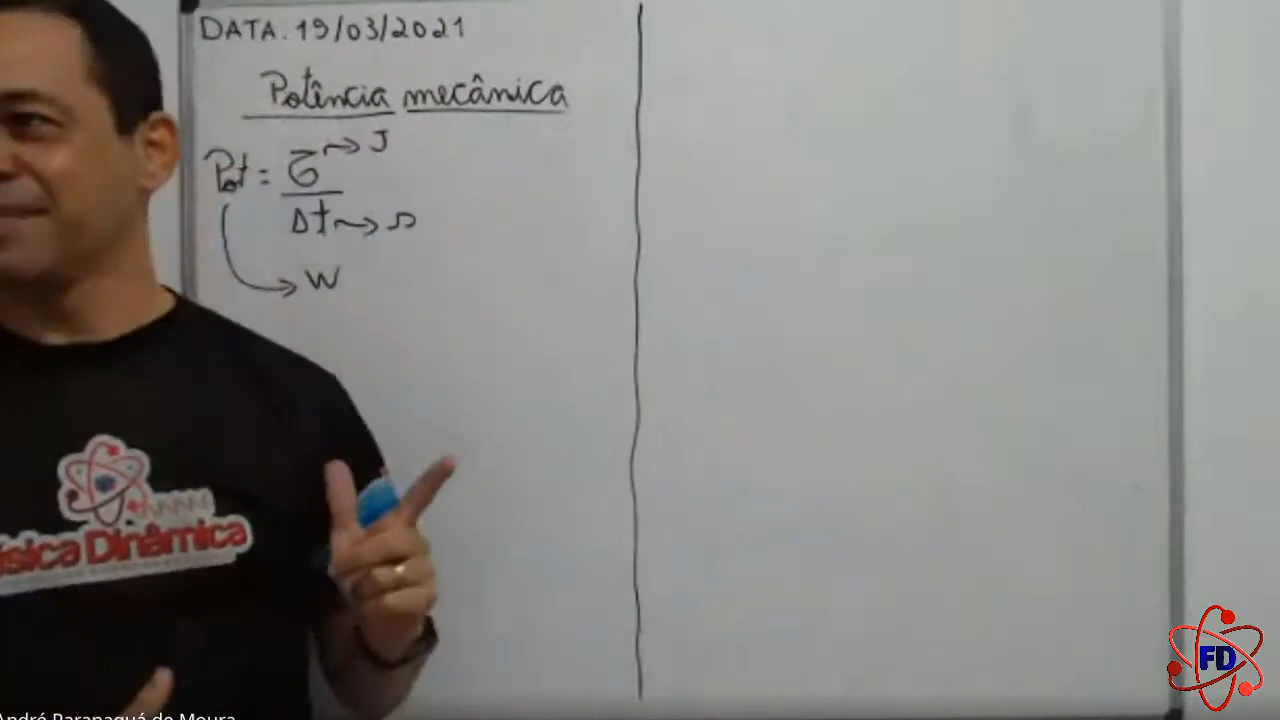 DATA. 19/03/2021
Potência mecânica
Pot = τ → J
Δt → s
→ W
Física Dinâmica
FD
André Paranaguá de Moura